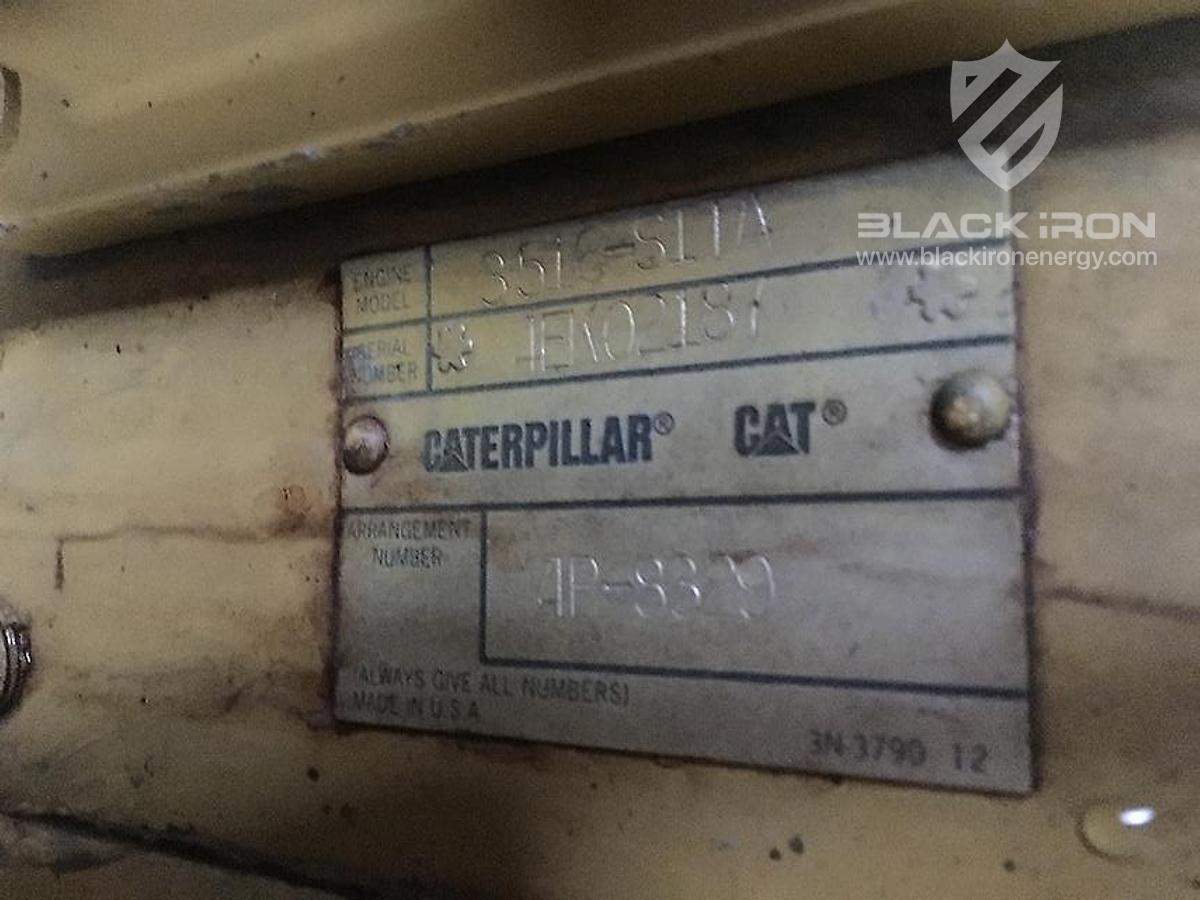 BLACK iRON
www.blackironenergy.com
ENGINE MODEL 3516-SITA
SERIAL NUMBER 4EK02187
CATERPILLAR® CAT®
ARRANGEMENT NUMBER 4P-8329
(ALWAYS GIVE ALL NUMBERS)
MADE IN U.S.A
3N-3790 12